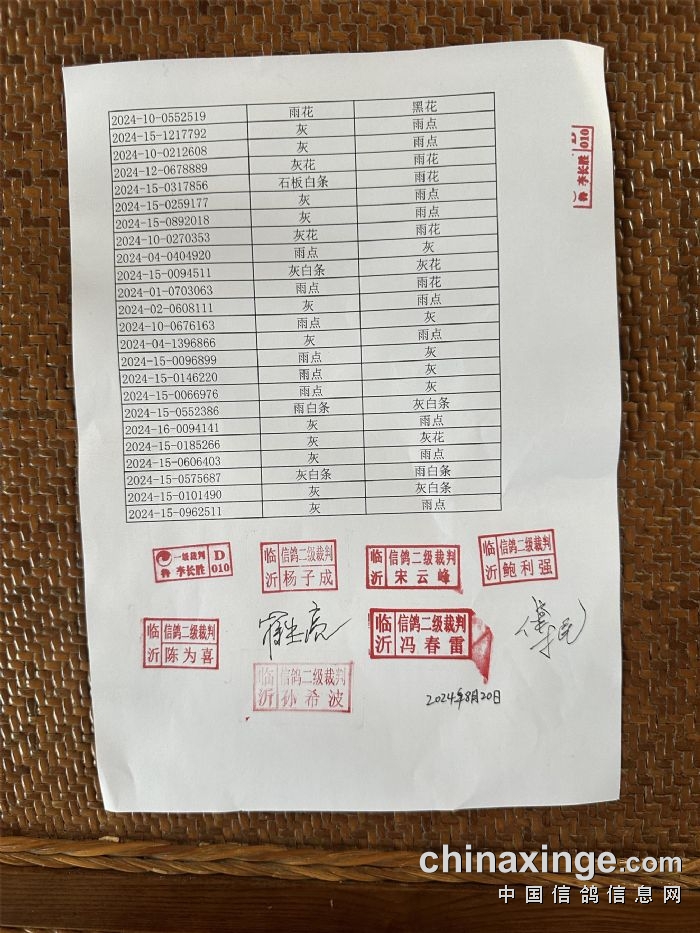 2024-10-0552519 雨花 黑花
2024-15-1217792 灰 雨点
2024-10-0212608 灰 雨点
2024-12-0678889 灰花 雨花
2024-15-0317856 石板白条 雨花
2024-15-0259177 灰 雨点
2024-15-0892018 灰 雨点
2024-10-0270353 灰花 雨花
2024-04-0404920 雨点 灰
2024-15-0094511 灰白条 灰花
2024-01-0703063 雨点 雨花
2024-02-0608111 灰 雨点
2024-10-0676163 雨点 灰
2024-04-1396866 灰 雨点
2024-15-0096899 雨点 灰
2024-15-0146220 雨点 灰
2024-15-0066976 雨点 灰
2024-15-0552386 雨白条 灰白条
2024-16-0094141 灰 雨点
2024-15-0185266 灰 灰花
2024-15-0606403 灰 雨点
2024-15-0575687 灰白条 雨白条
2024-15-0101490 灰 灰白条
2024-15-0962511 灰 雨点
鲁 李长胜 010
一级裁判 D
鲁 李长胜 010
临沂 信鸽二级裁判
杨子成
临沂 信鸽二级裁判
宋云峰
临沂 信鸽二级裁判
鲍利强
临沂 信鸽二级裁判
陈为喜
临沂 信鸽二级裁判
冯春雷
临沂 信鸽二级裁判
孙希波
2024年8月20日
chinaxinge.com
中国信鸽信息网